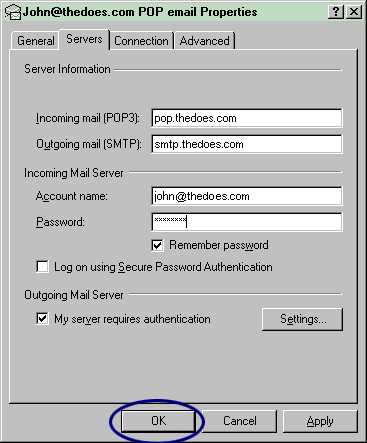 John@thedoes.com POP email Properties
General Servers Connection Advanced
Server Information
Incoming mail (POP3): pop.thedoes.com
Outgoing mail (SMTP): smtp.thedoes.com
Incoming Mail Server
Account name: john@thedoes.com
Password: ********
Remember password
Log on using Secure Password Authentication
Outgoing Mail Server
My server requires authentication Settings...
OK Cancel Apply